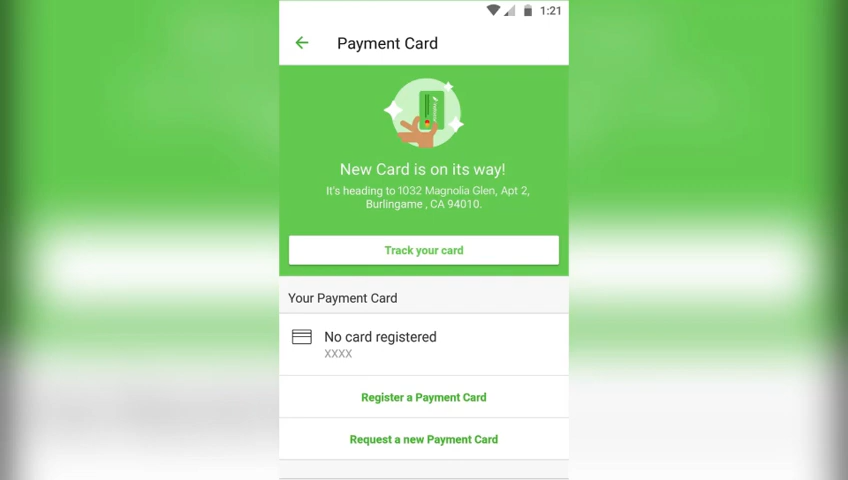 1:21
Payment Card
New Card is on its way!
It's heading to 1032 Magnolia Glen, Apt 2,
Burlingame , CA 94010.
Track your card
Your Payment Card
No card registered
XXXX
Register a Payment Card
Request a new Payment Card